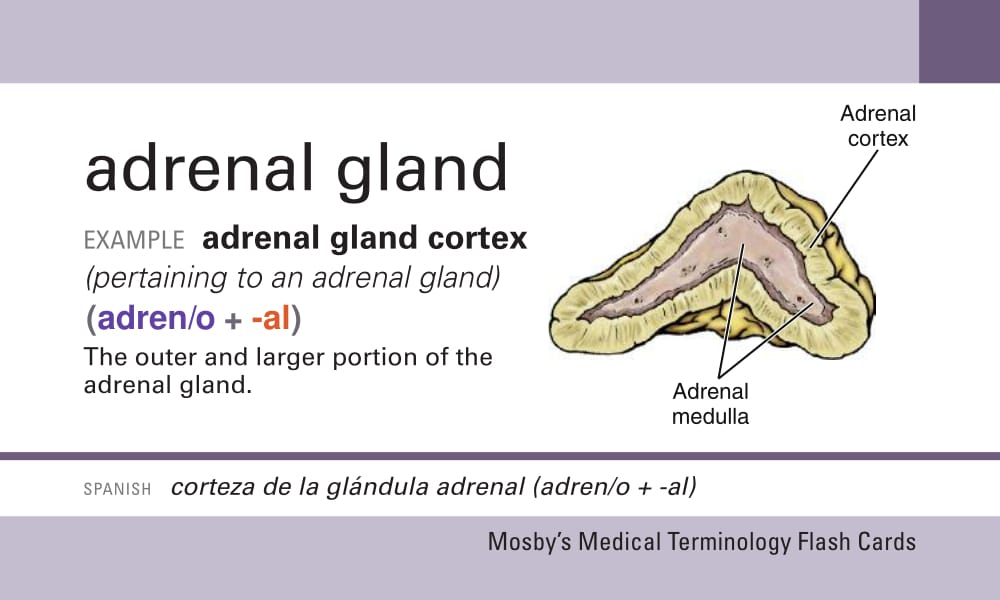 adrenal gland
EXAMPLE adrenal gland cortex
(pertaining to an adrenal gland)
(adren/o + -al)
The outer and larger portion of the
adrenal gland.
Adrenal
cortex
Adrenal
medulla
SPANISH corteza de la glándula adrenal (adren/o + -al)
Mosby's Medical Terminology Flash Cards